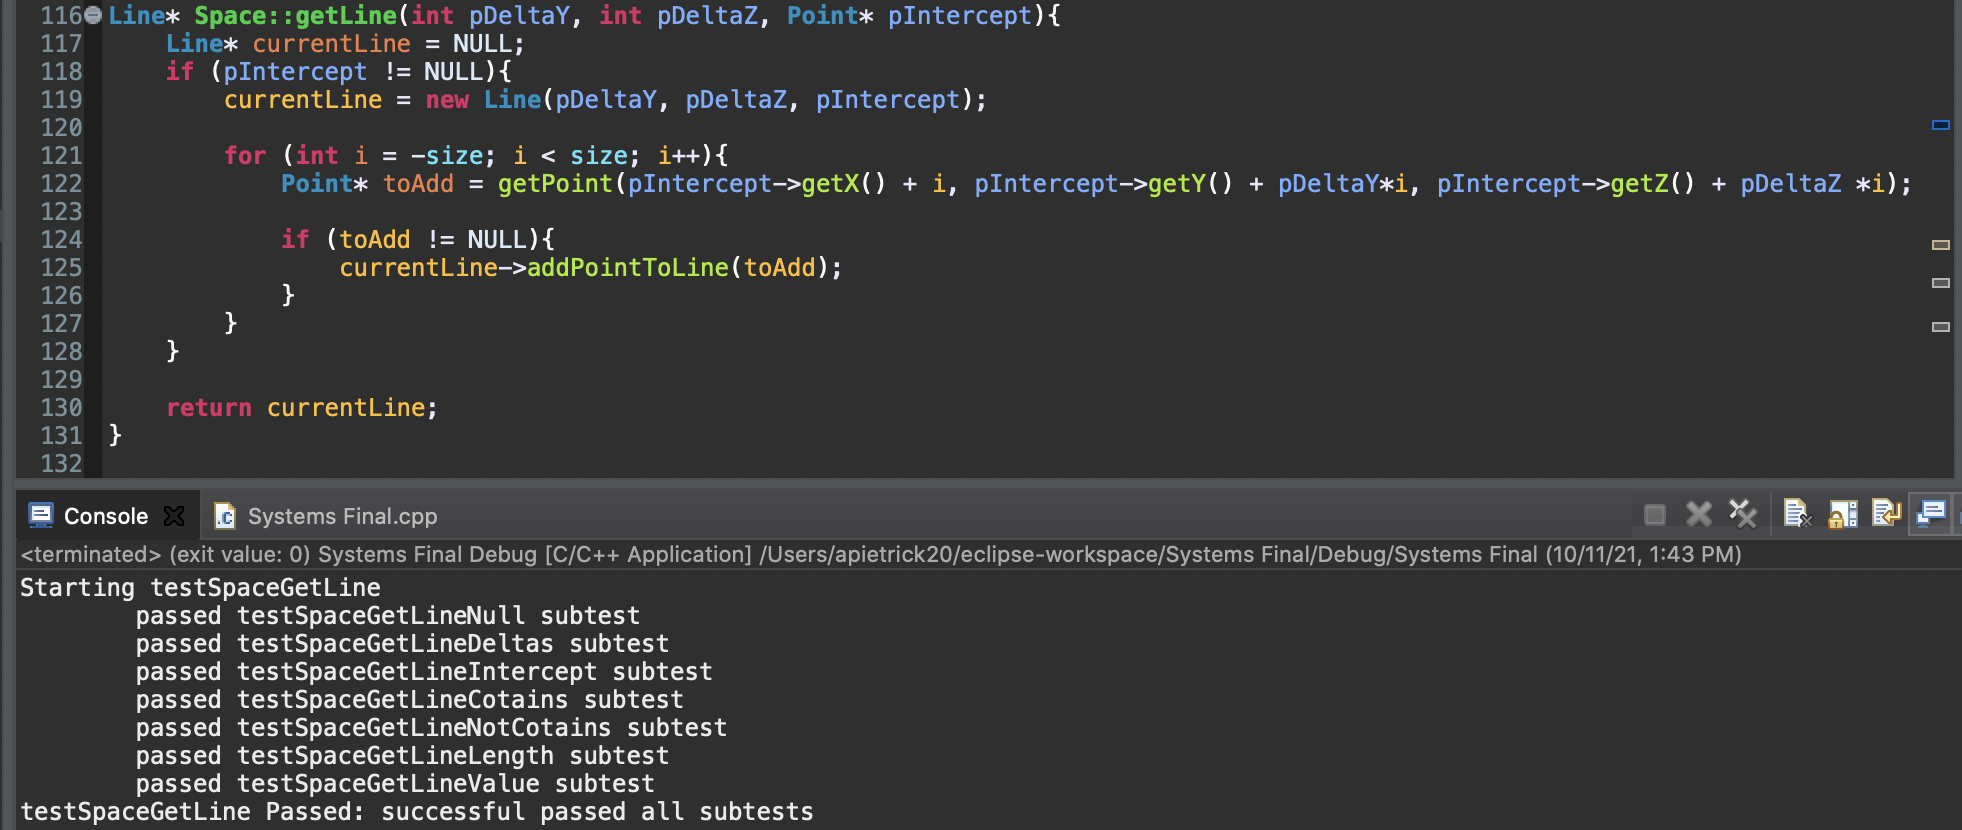 116 Line* Space::getLine(int pDeltaY, int pDeltaZ, Point* pIntercept){
117     Line* currentLine = NULL;
118     if (pIntercept != NULL){
119         currentLine = new Line(pDeltaY, pDeltaZ, pIntercept);
120
121         for (int i = -size; i < size; i++){
122             Point* toAdd = getPoint(pIntercept->getX() + i, pIntercept->getY() + pDeltaY*i, pIntercept->getZ() + pDeltaZ *i);
123
124             if (toAdd != NULL){
125                 currentLine->addPointToLine(toAdd);
126             }
127         }
128     }
129
130     return currentLine;
131 }
132
Console Systems Final.cpp
<terminated> (exit value: 0) Systems Final Debug [C/C++ Application] /Users/apietrick20/eclipse-workspace/Systems Final/Debug/Systems Final (10/11/21, 1:43 PM)
Starting testSpaceGetLine
        passed testSpaceGetLineNull subtest
        passed testSpaceGetLineDeltas subtest
        passed testSpaceGetLineIntercept subtest
        passed testSpaceGetLineCotains subtest
        passed testSpaceGetLineNotCotains subtest
        passed testSpaceGetLineLength subtest
        passed testSpaceGetLineValue subtest
testSpaceGetLine Passed: successful passed all subtests